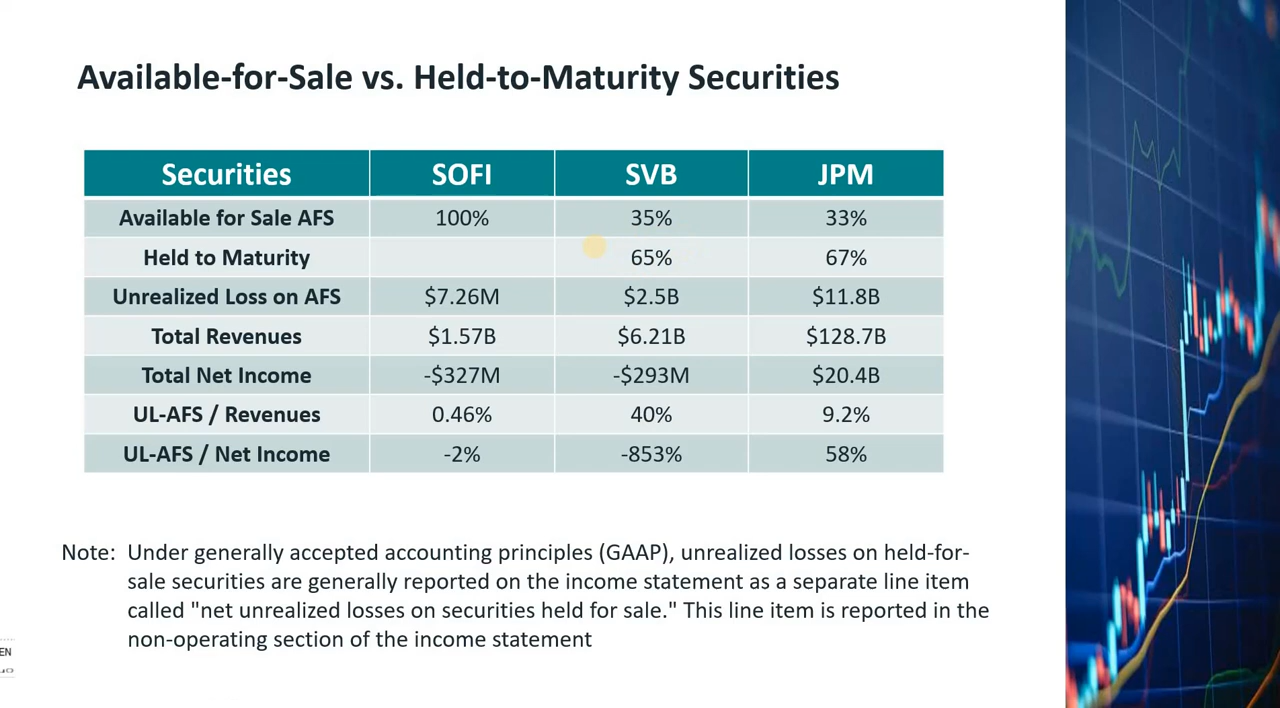 Available-for-Sale vs. Held-to-Maturity Securities
Securities SOFI SVB JPM
Available for Sale AFS 100% 35% 33%
Held to Maturity 65% 67%
Unrealized Loss on AFS $7.26M $2.5B $11.8B
Total Revenues $1.57B $6.21B $128.7B
Total Net Income -$327M -$293M $20.4B
UL-AFS / Revenues 0.46% 40% 9.2%
UL-AFS / Net Income -2% -853% 58%
Note: Under generally accepted accounting principles (GAAP), unrealized losses on held-for-
sale securities are generally reported on the income statement as a separate line item
called "net unrealized losses on securities held for sale." This line item is reported in the
non-operating section of the income statement
EN